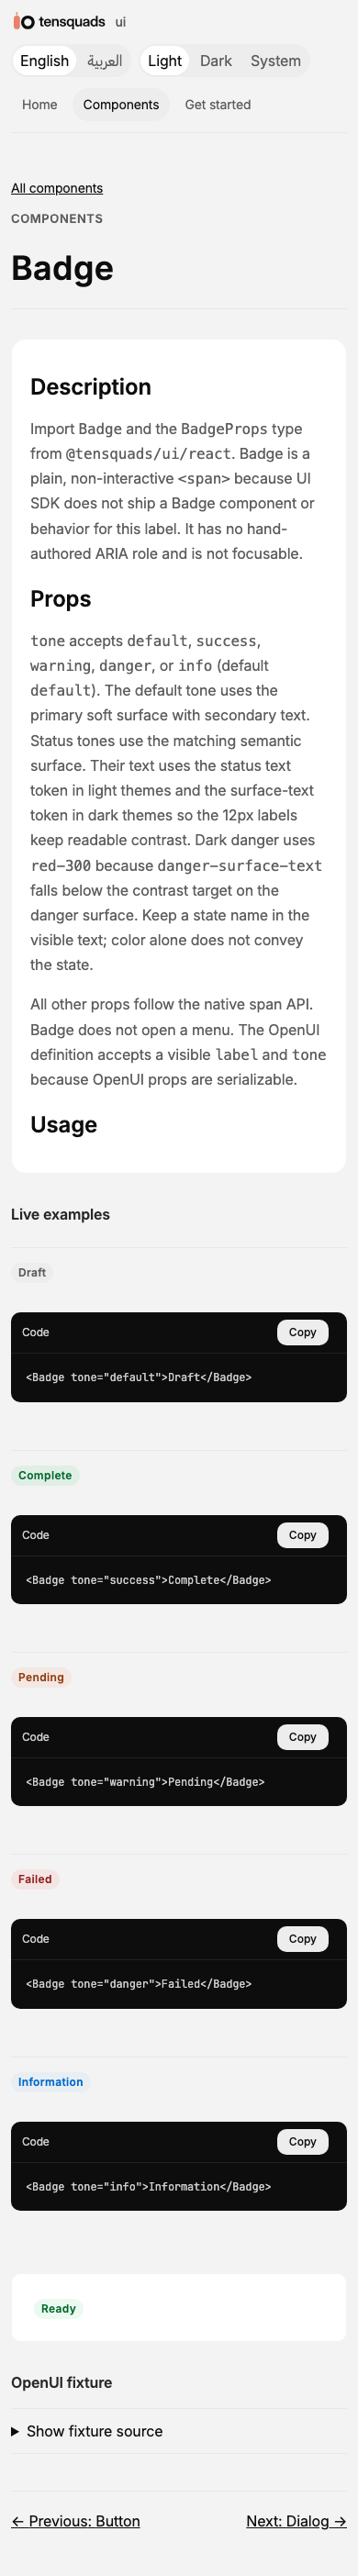 tensquads ui
English العربية Light Dark System
Home Components Get started
All components
COMPONENTS
Badge
Description
Import Badge and the BadgeProps type
from @tensquads/ui/react. Badge is a
plain, non-interactive <span> because UI
SDK does not ship a Badge component or
behavior for this label. It has no hand-
authored ARIA role and is not focusable.
Props
tone accepts default, success,
warning, danger, or info (default
default). The default tone uses the
primary soft surface with secondary text.
Status tones use the matching semantic
surface. Their text uses the status text
token in light themes and the surface-text
token in dark themes so the 12px labels
keep readable contrast. Dark danger uses
red-300 because danger-surface-text
falls below the contrast target on the
danger surface. Keep a state name in the
visible text; color alone does not convey
the state.
All other props follow the native span API.
Badge does not open a menu. The OpenUI
definition accepts a visible label and tone
because OpenUI props are serializable.
Usage
Live examples
Draft
Code Copy
<Badge tone="default">Draft</Badge>
Complete
Code Copy
<Badge tone="success">Complete</Badge>
Pending
Code Copy
<Badge tone="warning">Pending</Badge>
Failed
Code Copy
<Badge tone="danger">Failed</Badge>
Information
Code Copy
<Badge tone="info">Information</Badge>
Ready
OpenUI fixture
Show fixture source
← Previous: Button Next: Dialog →